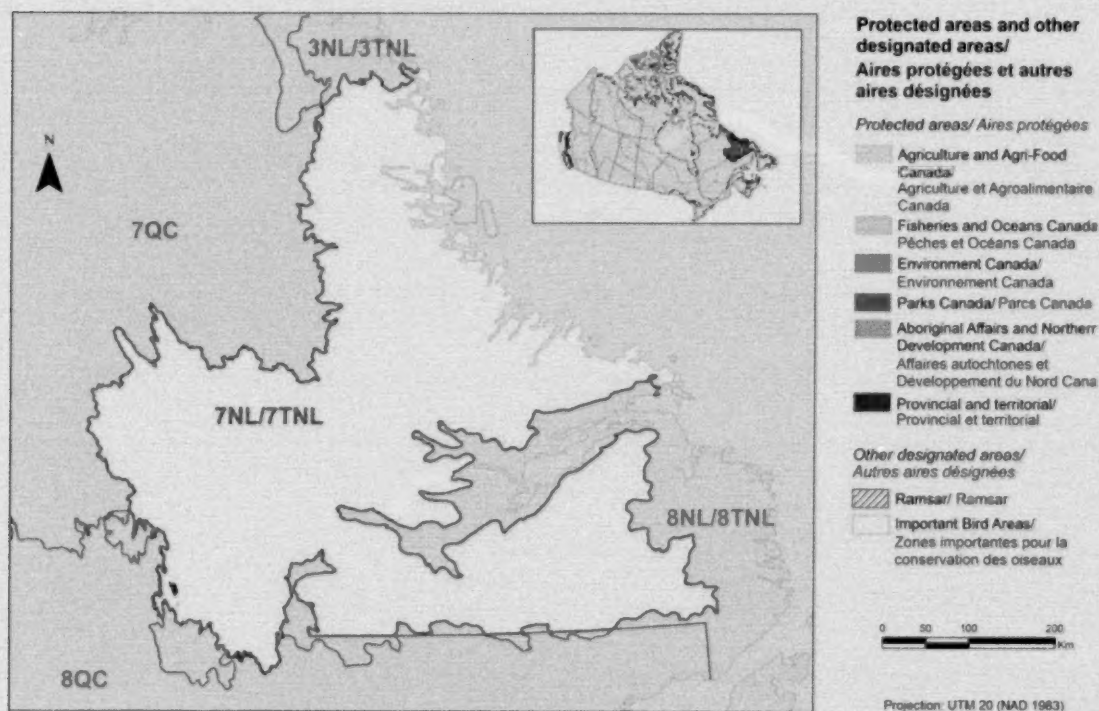 3NL/3TNL
N
7QC
7NL/7TNL
8NL/8TNL
8QC
Protected areas and other
designated areas/
Aires protégées et autres
aires désignées
Protected areas/ Aires protégées
Agriculture and Agri-Food
Canada/
Agriculture et Agroalimentaire
Canada
Fisheries and Oceans Canada
Pêches et Océans Canada
Environment Canada/
Environnement Canada
Parks Canada/ Parcs Canada
Aboriginal Affairs and Northerr
Development Canada/
Affaires autochtones et
Développement du Nord Cana
Provincial and territorial/
Provincial et territorial
Other designated areas/
Autres aires désignées
Ramsar/ Ramsar
Important Bird Areas/
Zones importantes pour la
conservation des oiseaux
0 50 100 200
Km
Projection: UTM 20 (NAD 1983)